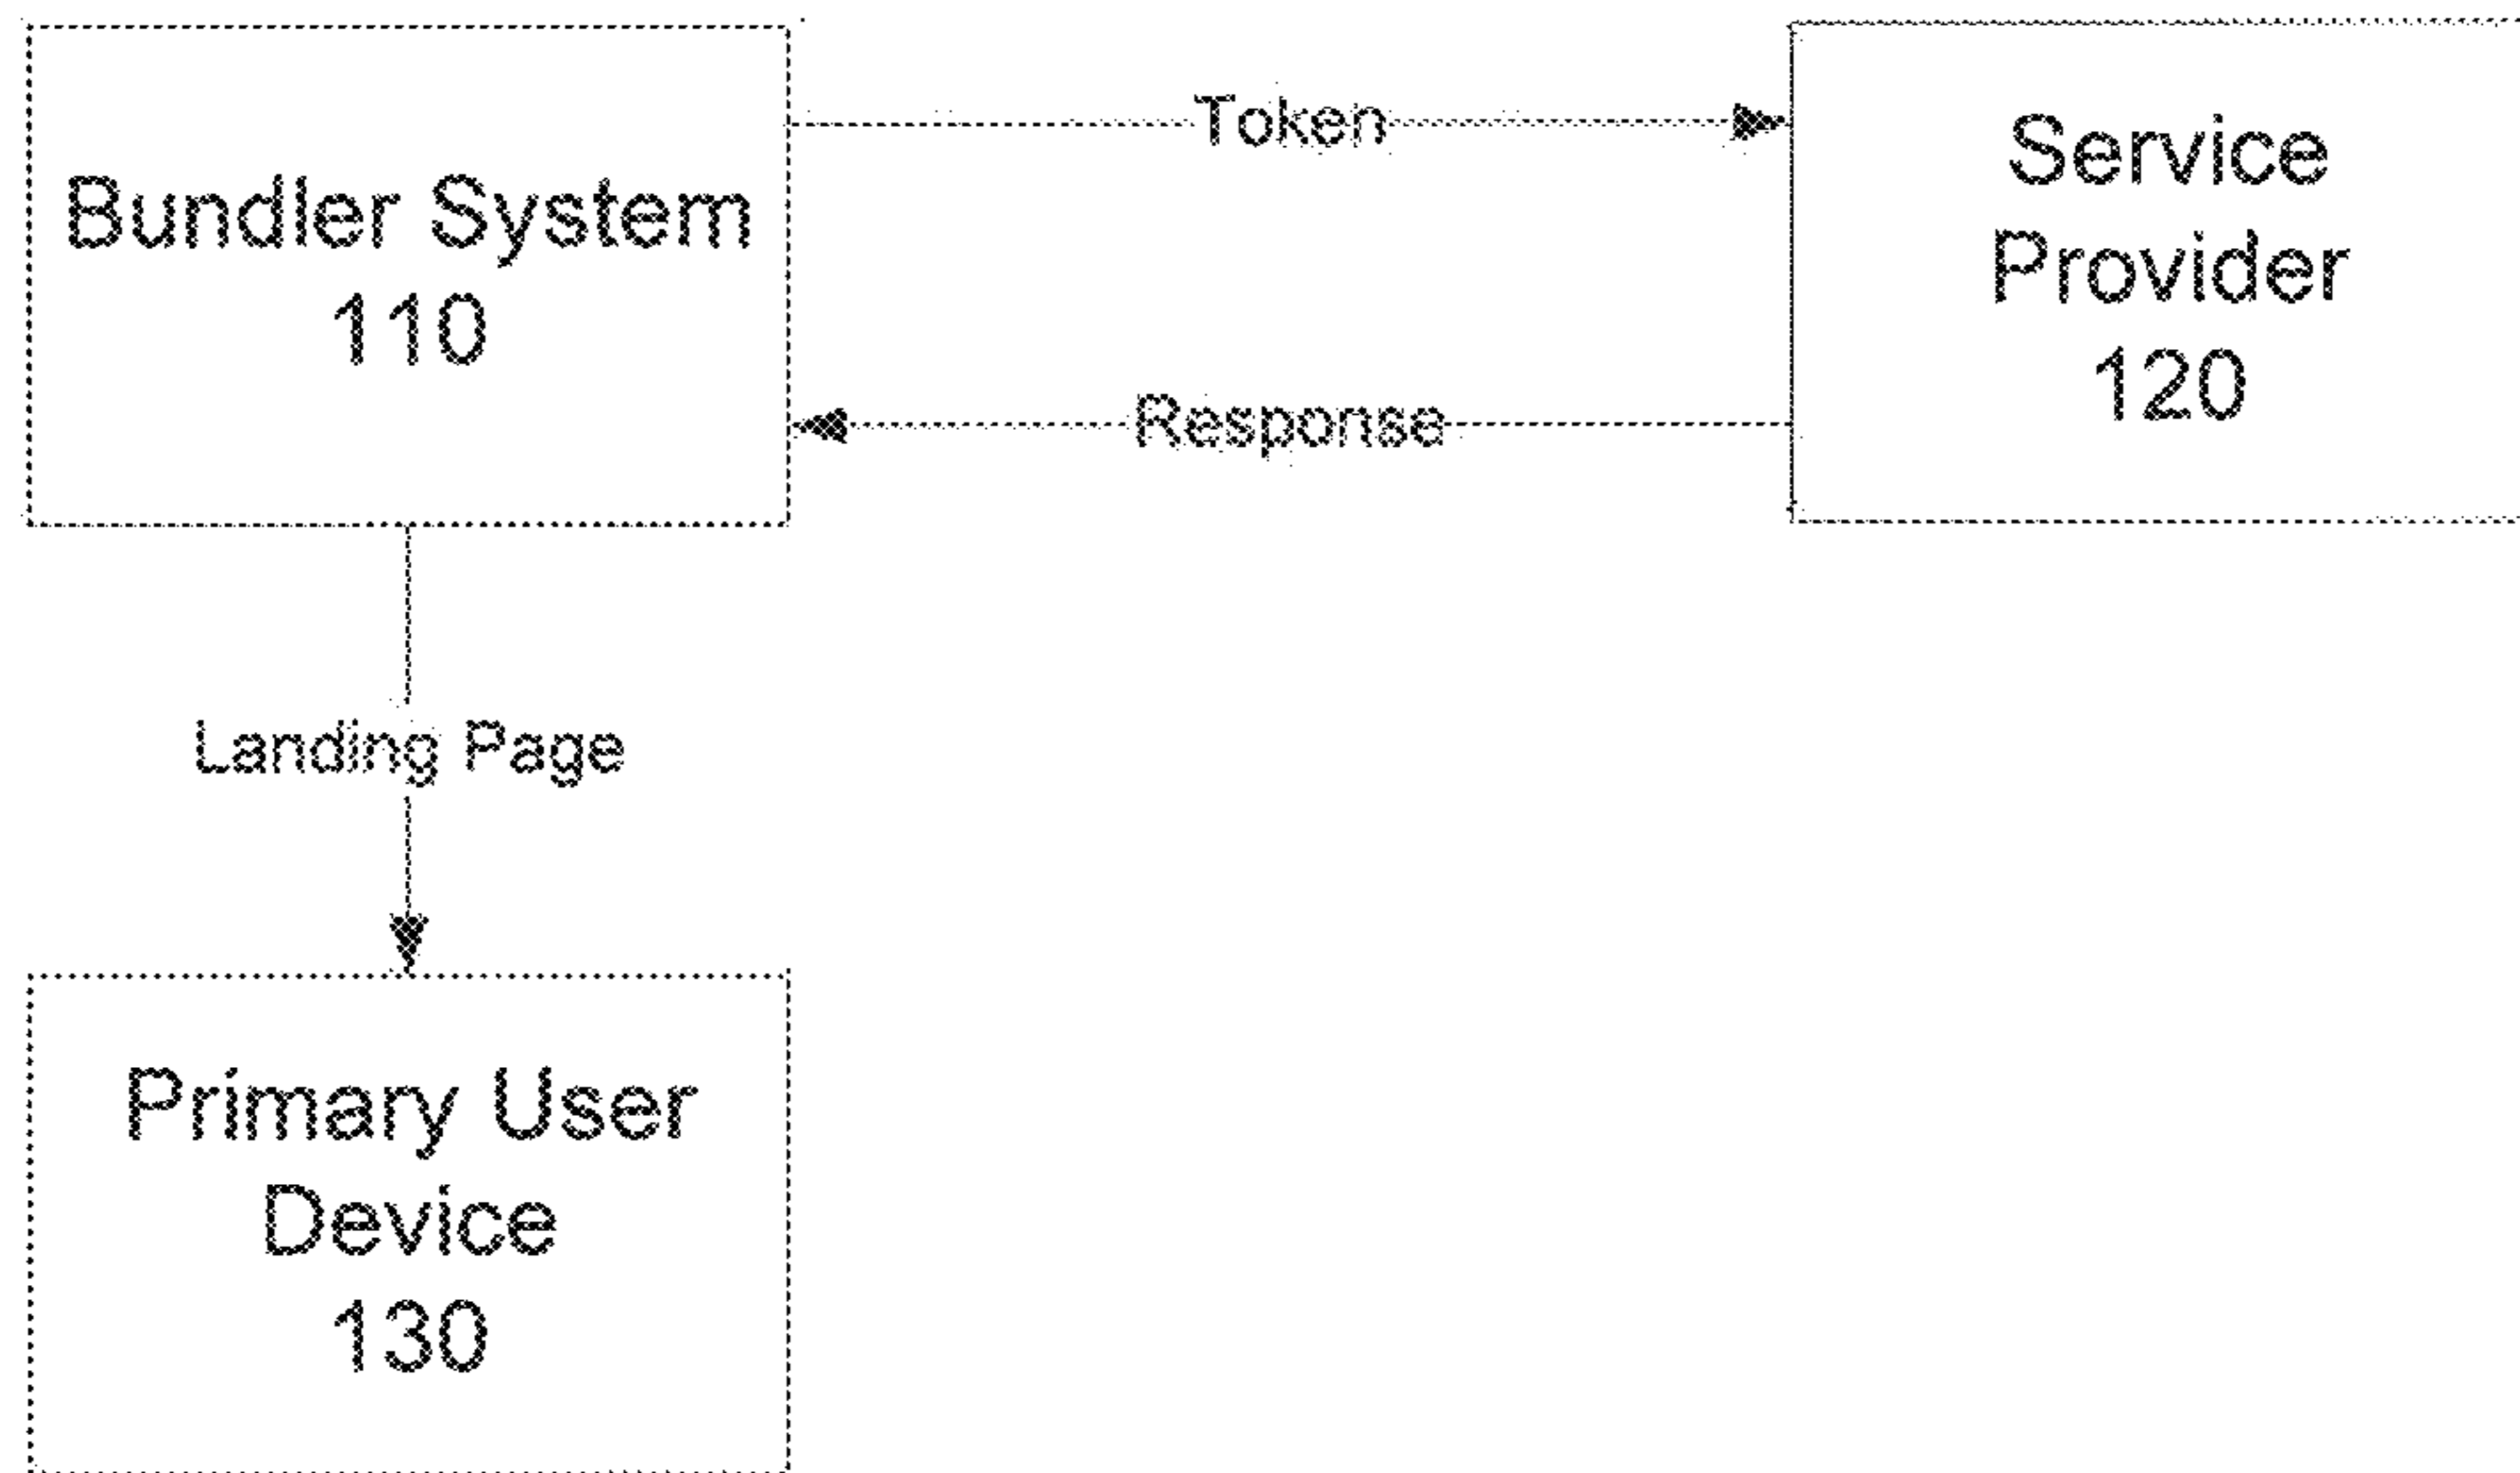 Bundler System
110
Token
Service
Provider
120
Response
Landing Page
Primary User
Device
130